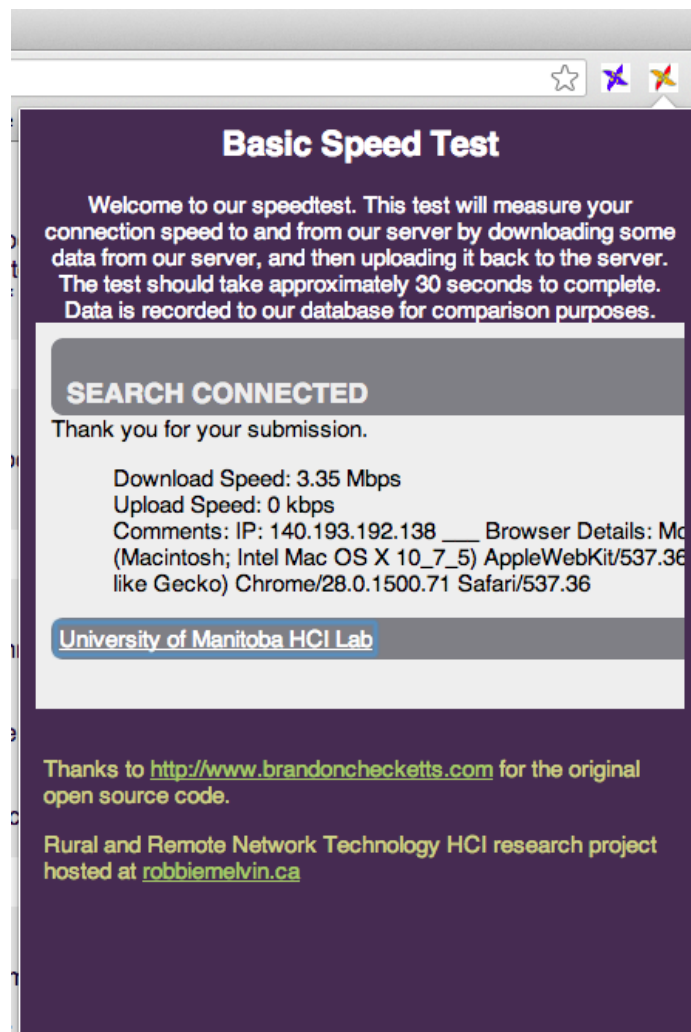 Basic Speed Test
Welcome to our speedtest. This test will measure your
connection speed to and from our server by downloading some
data from our server, and then uploading it back to the server.
The test should take approximately 30 seconds to complete.
Data is recorded to our database for comparison purposes.
SEARCH CONNECTED
Thank you for your submission.
Download Speed: 3.35 Mbps
Upload Speed: 0 kbps
Comments: IP: 140.193.192.138 ___ Browser Details:
(Macintosh; Intel Mac OS X 10_7_5) AppleWebKit/537.36
like Gecko) Chrome/28.0.1500.71 Safari/537.36
University of Manitoba HCI Lab
Thanks to http://www.brandonchecketts.com for the original
open source code.
Rural and Remote Network Technology HCI research project
hosted at robbiemelvin.ca